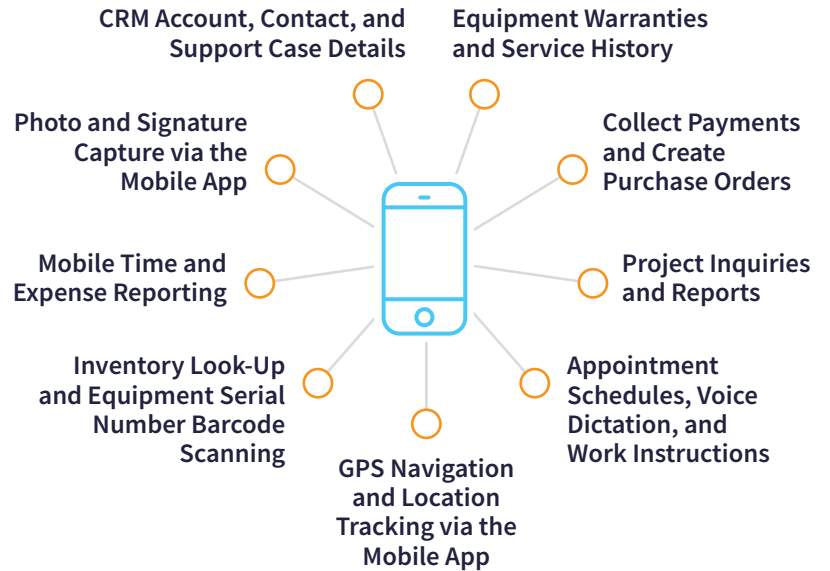 CRM Account, Contact, and
Support Case Details
Equipment Warranties
and Service History
Photo and Signature
Capture via the
Mobile App
Collect Payments
and Create
Purchase Orders
Mobile Time and
Expense Reporting
Project Inquiries
and Reports
Inventory Look-Up
and Equipment Serial
Number Barcode
Scanning
Appointment
Schedules, Voice
Dictation, and
Work Instructions
GPS Navigation
and Location
Tracking via the
Mobile App